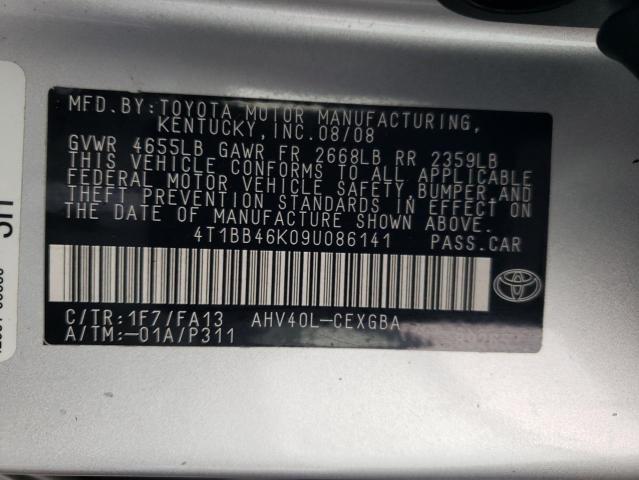 MFD. BY: TOYOTA MOTOR MANUFACTURING,
KENTUCKY, INC. 08/08
GVWR 4655LB GAWR FR 2668LB RR 2359LB
THIS VEHICLE CONFORMS TO ALL APPLICABLE
FEDERAL MOTOR VEHICLE SAFETY, BUMPER, AND
THEFT PREVENTION STANDARDS IN EFFECT ON
THE DATE OF MANUFACTURE SHOWN ABOVE.
4T1BB46K09U086141 PASS. CAR
C/TR: 1F7/FA13 AHV40L-CEXGBA
A/TM: -01A/P311